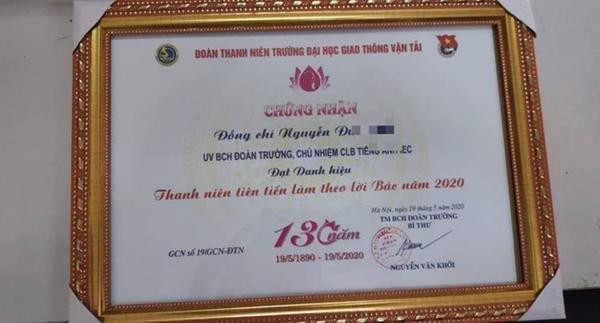 ĐOÀN THANH NIÊN TRƯỜNG ĐẠI HỌC GIAO THÔNG VẬN TẢI
CHỨNG NHẬN
Đồng chí Nguyễn
UV BCH ĐOÀN TRƯỜNG, CHỦ NHIỆM CLB TIẾNG
Đạt Danh hiệu
Thanh niên tiên tiến làm theo lời Bác năm 2020
Hà Nội, ngày 19 tháng 5 năm 2020
TM BCH ĐOÀN TRƯỜNG
BÍ THƯ
130 năm
GCN số 19/GCN-ĐTN
19/5/1890 - 19/5/2020
NGUYỄN VĂN KHỞI